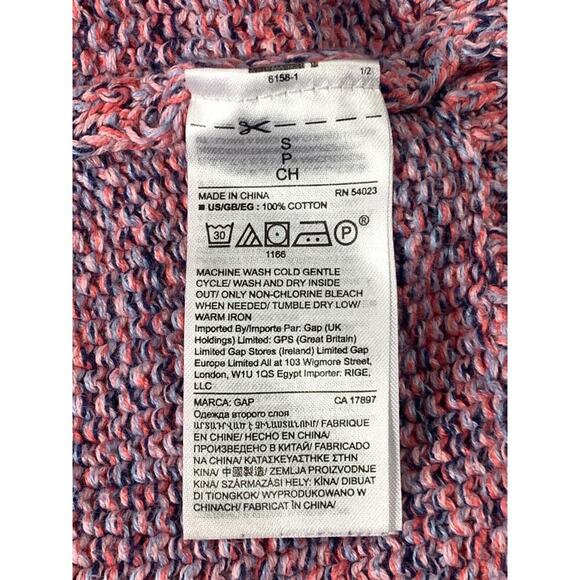 6158-1
1/2
S
P
CH
MADE IN CHINA RN 54023
■ US/GB/EG : 100% COTTON
30 P ®
1166
MACHINE WASH COLD GENTLE
CYCLE/ WASH AND DRY INSIDE
OUT/ ONLY NON-CHLORINE BLEACH
WHEN NEEDED/ TUMBLE DRY LOW/
WARM IRON
Imported By/Importe Par: Gap (UK
Holdings) Limited: GPS (Great Britain)
Limited Gap Stores (Ireland) Limited Gap
Europe Limited All at 103 Wigmore Street,
London, W1U 1QS Egypt Importer: RIGE,
LLC
MARCA: GAP CA 17897
Одежда второго слоя
ԱՐՏԱԴՐՎԱԾ Է ՉԻՆԱՍՏԱՆՈՒՄ/ FABRIQUE
EN CHINE/ HECHO EN CHINA/
ПРОИЗВЕДЕНО В КИТАЙ/ FABRICADO
NA CHINA/ ΚΑΤΑΣΚΕΥΑΣΤΗΚΕ ΣΤΗΝ
ΚΙΝΑ/ 中國製造/ ZEMLJA PROIZVODNJE
KINA/ SZÁRMAZÁSI HELY: KÍNA/ DIBUAT
DI TIONGKOK/ WYPRODUKOWANO W
CHINACH/ FABRICAT ÎN CHINA/